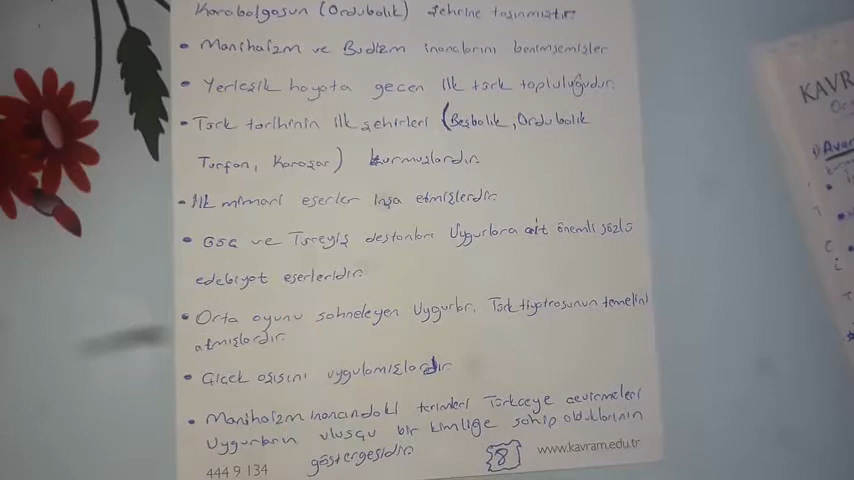 Karabalgasun (Ordubalık) şehrine taşınmıştır.
• Manihaizm ve Budizm inançlarını benimsemişler
• Yerleşik hayata geçen ilk türk topluluğudur.
• Türk tarihinin ilk şehirleri (Beşbalık, Ordubalık
Turfan, Karaşar) kurmuşlardır.
• İlk mimari eserler inşa etmişlerdir.
• Göç ve Türeyiş destanları Uygurlara ait önemli sözlü
edebiyat eserleridir.
• Orta oyunu sahneleyen Uygurlar, Türk tiyatrosunun temelini
atmışlardır.
• Çiçek aşısını uygulamışlardır.
• Manihaizm inancındaki terimleri Türkçeye çevirmeleri
Uygurların ulusçu bir kimliğe sahip olduklarının
göstergesidir.
444 9 134
8
www.kavram.edu.tr
KAVR
1) Avar